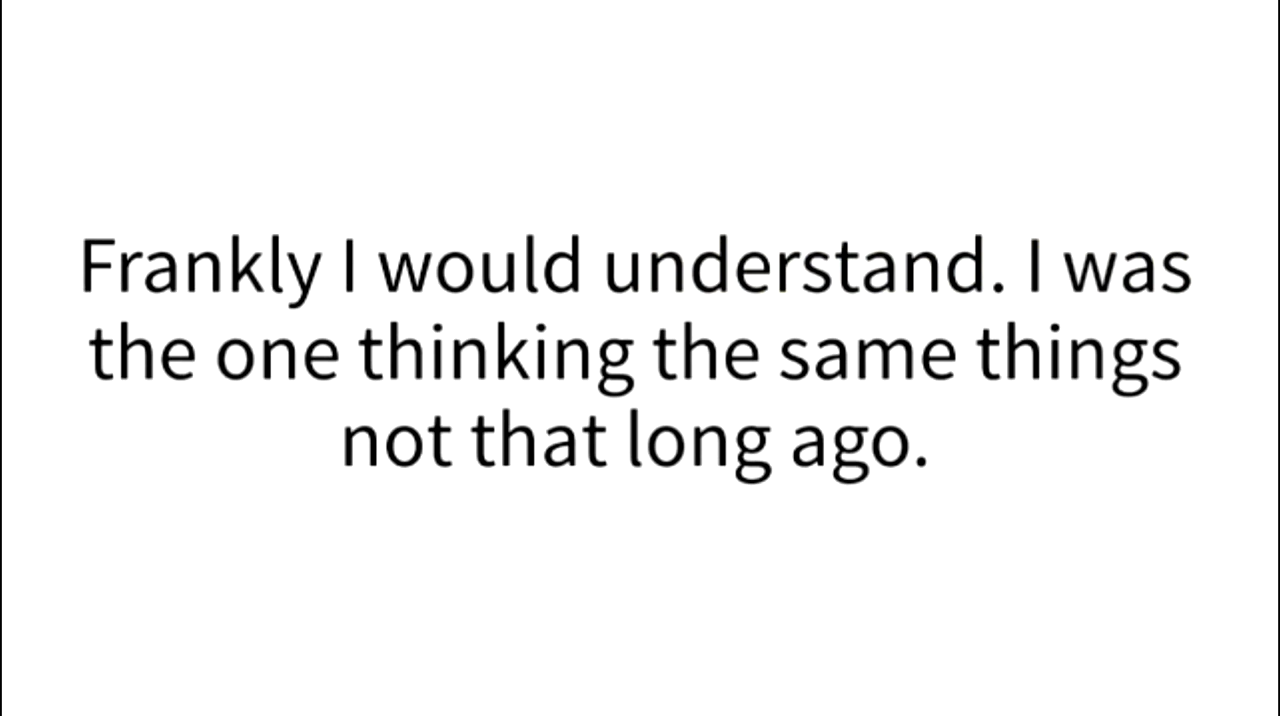 Frankly I would understand. I was
the one thinking the same things
not that long ago.